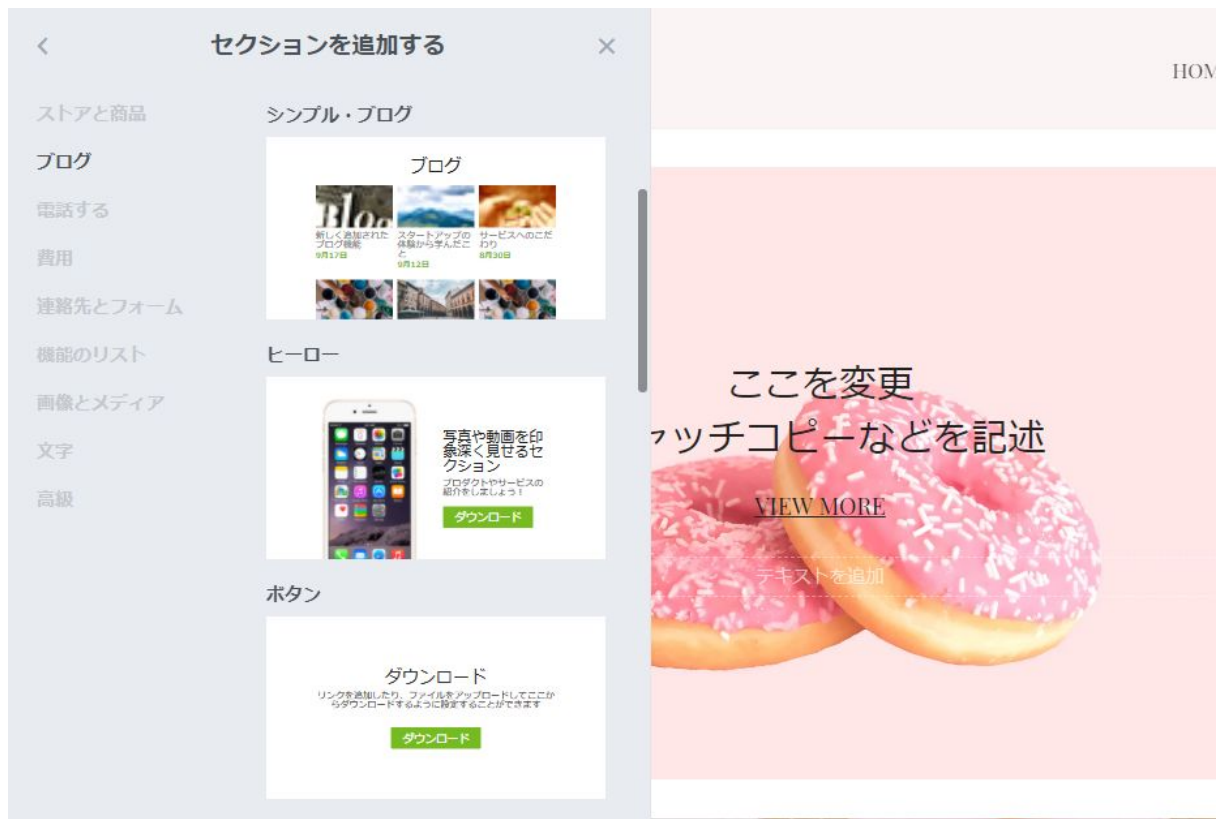 セクションを追加する
ストアと商品
ブログ
電話する
費用
連絡先とフォーム
機能のリスト
画像とメディア
文字
高級
シンプル・ブログ
ブログ
Blog
新しく追加された
ブログ機能
9月17日
スタートアップの
体験から学んだこ
と
9月12日
サービスへのこだ
わり
8月30日
ヒーロー
写真や動画を印
象深く見せるセ
クション
プロダクトやサービスの
紹介をしましょう!
ダウンロード
ボタン
ダウンロード
リンクを追加したり、ファイルをアップロードしてここか
らダウンロードするように設定することができます
ダウンロード
HOM
ここを変更
ャッチコピーなどを記述
VIEW MORE
テキストを追加